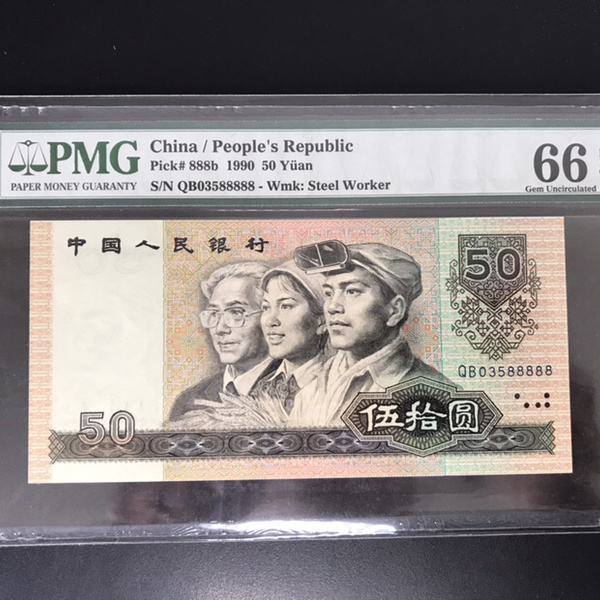 PMG
PAPER MONEY GUARANTY
China / People's Republic
Pick# 888b 1990 50 Yüan
S/N QB03588888 - Wmk: Steel Worker
66
Gem Uncirculated
中国人民银行
50
QB03588888
50
伍拾圆